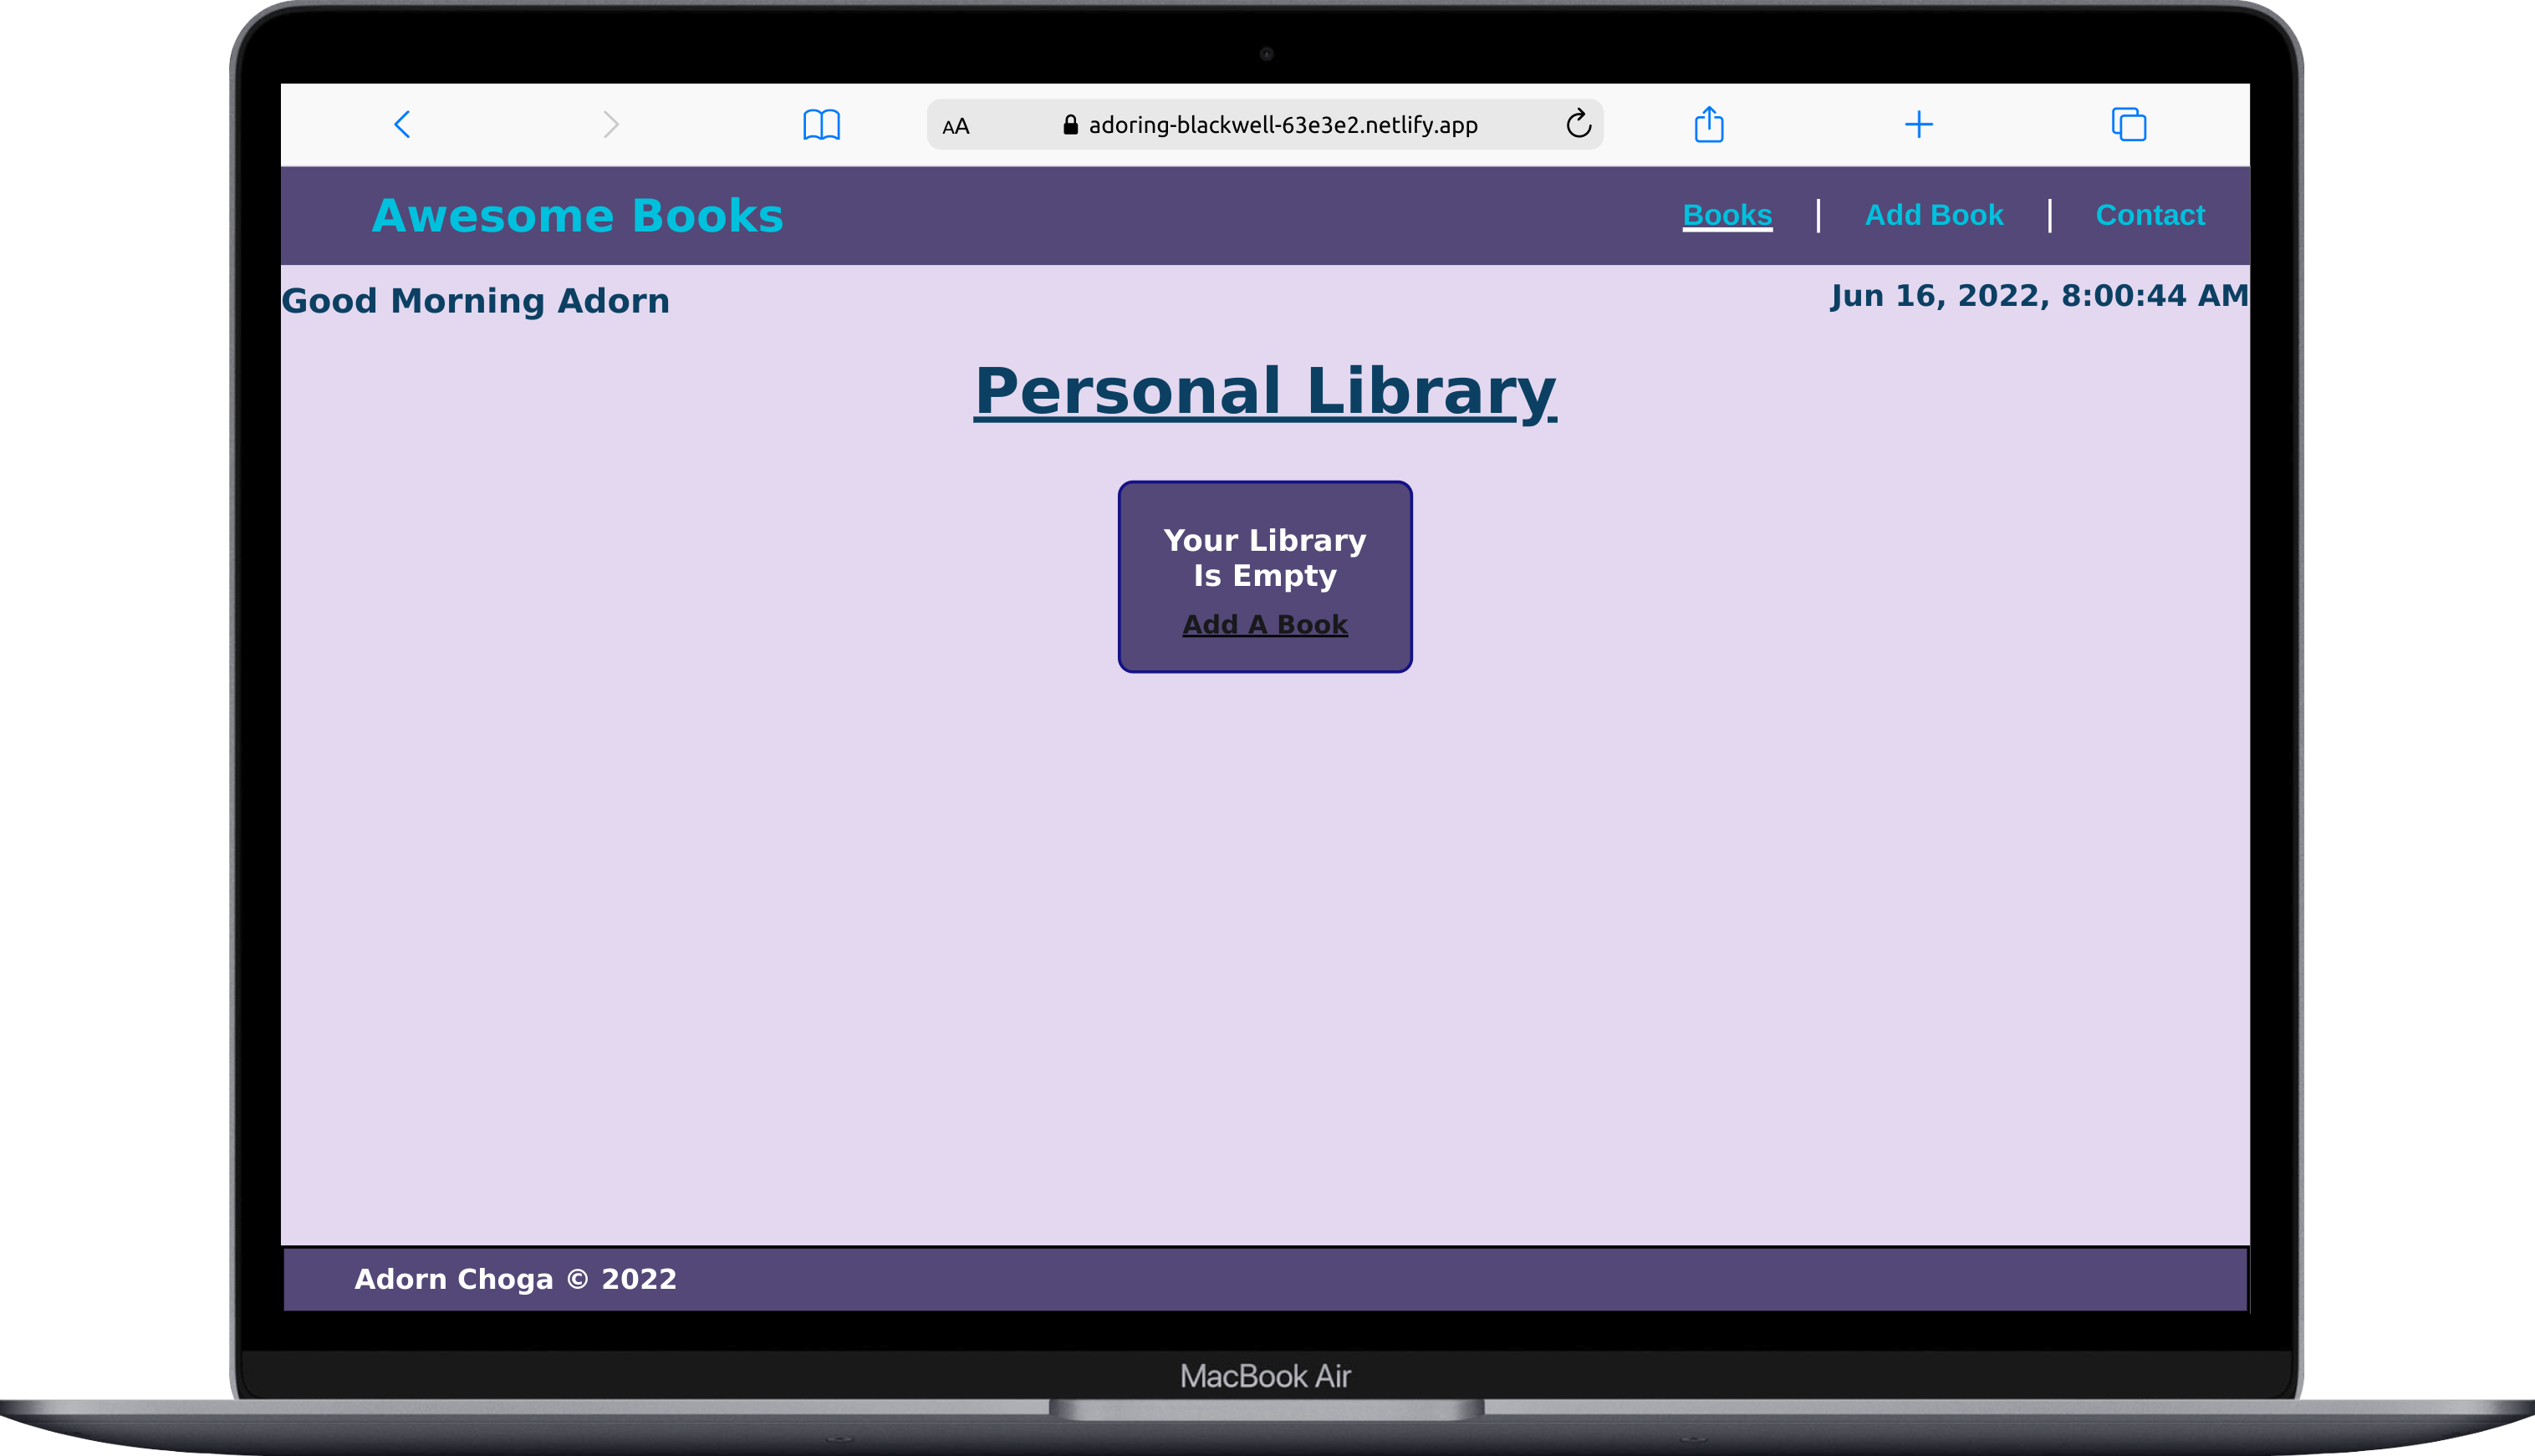 AA adoring-blackwell-63e3e2.netlify.app
Awesome Books
Books | Add Book | Contact
Good Morning Adorn
Jun 16, 2022, 8:00:44 AM
Personal Library
Your Library
Is Empty
Add A Book
Adorn Choga © 2022
MacBook Air